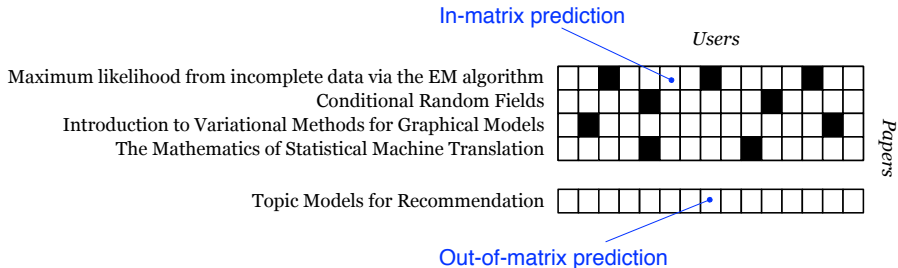 In-matrix prediction
Users
Maximum likelihood from incomplete data via the EM algorithm
Conditional Random Fields
Introduction to Variational Methods for Graphical Models
The Mathematics of Statistical Machine Translation
Papers
Topic Models for Recommendation
Out-of-matrix prediction